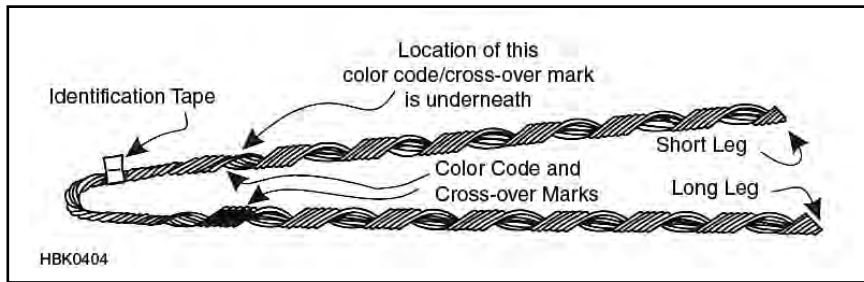 Location of this
color code/cross-over mark
is underneath
Identification Tape
Short Leg
Color Code and
Cross-over Marks
Long Leg
HBK0404